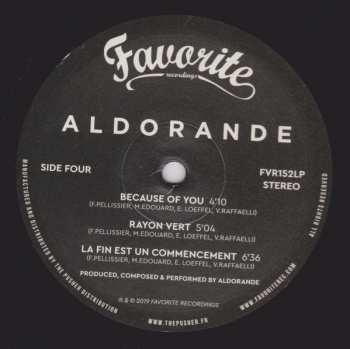 Favorite
recordings
ALDORANDE
SIDE FOUR
FVR152LP
STEREO
BECAUSE OF YOU 4'10
(F.PELLISSIER, M.EDOUARD, E. LOEFFEL, V.RAFFAELLI)
RAYON VERT 5'04
(F.PELLISSIER, M.EDOUARD, E. LOEFFEL, V.RAFFAELLI)
LA FIN EST UN COMMENCEMENT 6'36
(F.PELLISSIER, M.EDOUARD, E. LOEFFEL, V.RAFFAELLI)
PRODUCED, COMPOSED & PERFORMED BY ALDORANDE
℗ & © 2019 FAVORITE RECORDINGS
MANUFACTURED AND DISTRIBUTED BY THE PUSHER DISTRIBUTION
WWW.THEPUSHER.FR
WWW.FAVORITEREC.COM
ALL RIGHTS RESERVED